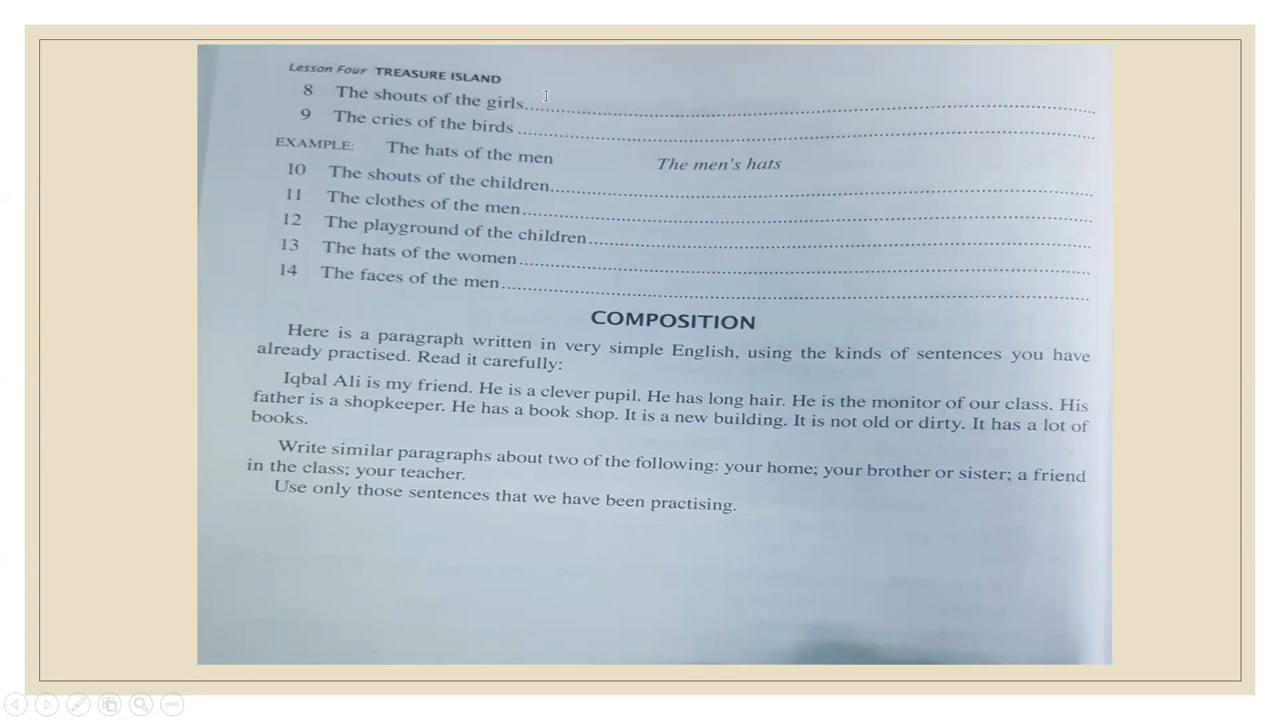 Lesson Four TREASURE ISLAND
8 The shouts of the girls
9 The cries of the birds
EXAMPLE: The hats of the men The men's hats
10 The shouts of the children
11 The clothes of the men
12 The playground of the children
13 The hats of the women
14 The faces of the men
COMPOSITION
Here is a paragraph written in very simple English, using the kinds of sentences you have
already practised. Read it carefully:
Iqbal Ali is my friend. He is a clever pupil. He has long hair. He is the monitor of our class. His
father is a shopkeeper. He has a book shop. It is a new building. It is not old or dirty. It has a lot of
books.
Write similar paragraphs about two of the following: your home; your brother or sister; a friend
in the class; your teacher.
Use only those sentences that we have been practising.